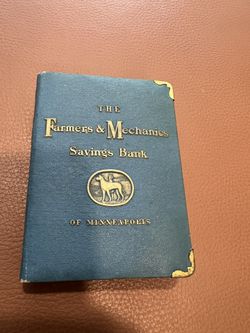 THE
Farmers & Mechanics
Savings Bank
OF MINNEAPOLIS